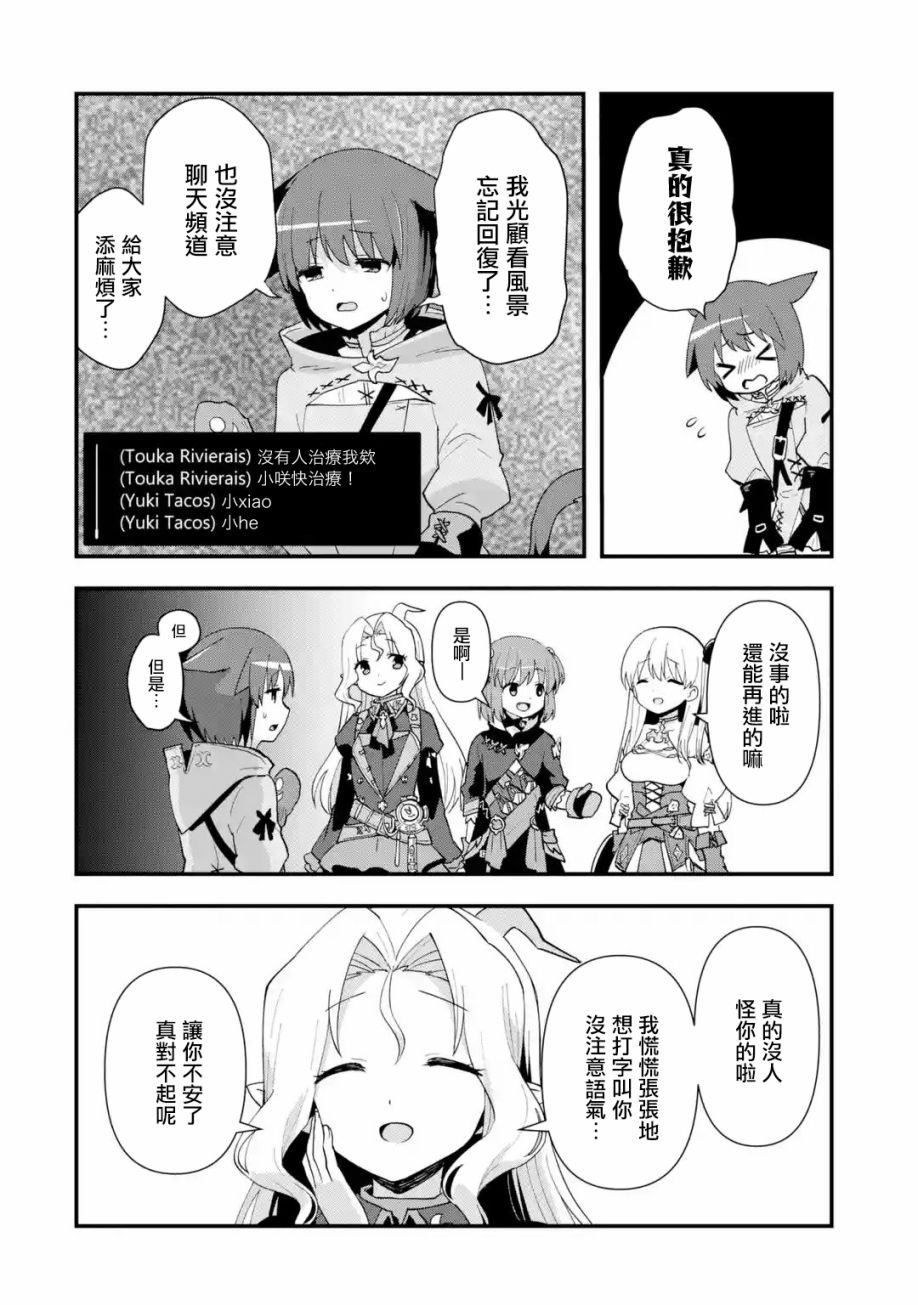 真的很抱歉
我光顧看風景
忘記回復了…
也沒注意
聊天頻道
給大家
添麻煩了…
(Touka Rivierais) 沒有人治療我欸
(Touka Rivierais) 小咲快治療！
(Yuki Tacos) 小xiao
(Yuki Tacos) 小he
沒事的啦
還能再進的嘛
是啊—
但
但是…
真的沒人
怪你的啦
我慌慌張張地
想打字叫你
沒注意語氣…
讓你不安了
真對不起呢